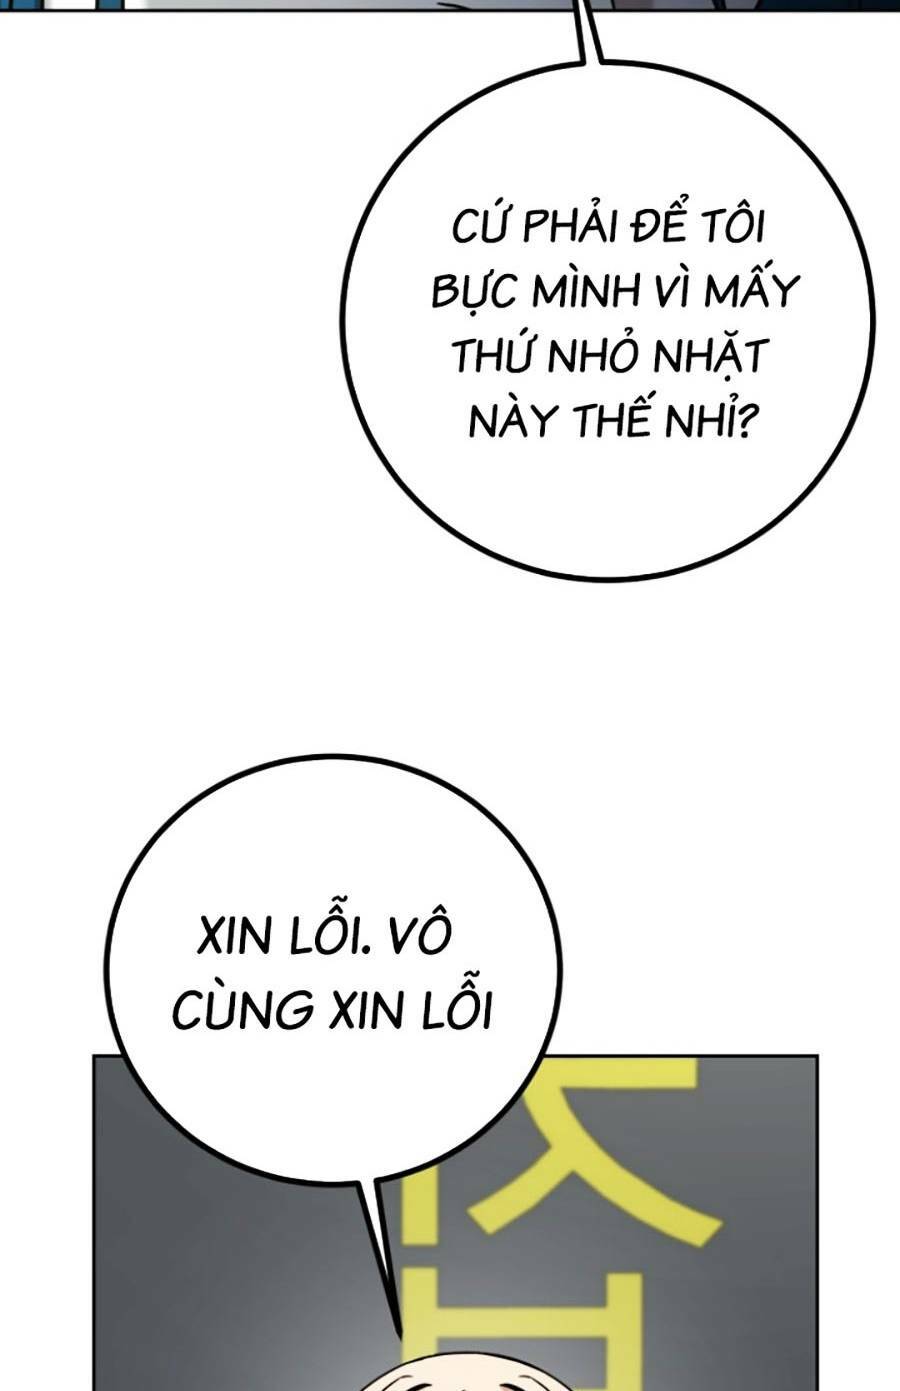 CỨ PHẢI ĐỂ TÔI
BỰC MÌNH VÌ MẤY
THỨ NHỎ NHẶT
NÀY THẾ NHỈ?
XIN LỖI. VÔ
CÙNG XIN LỖI